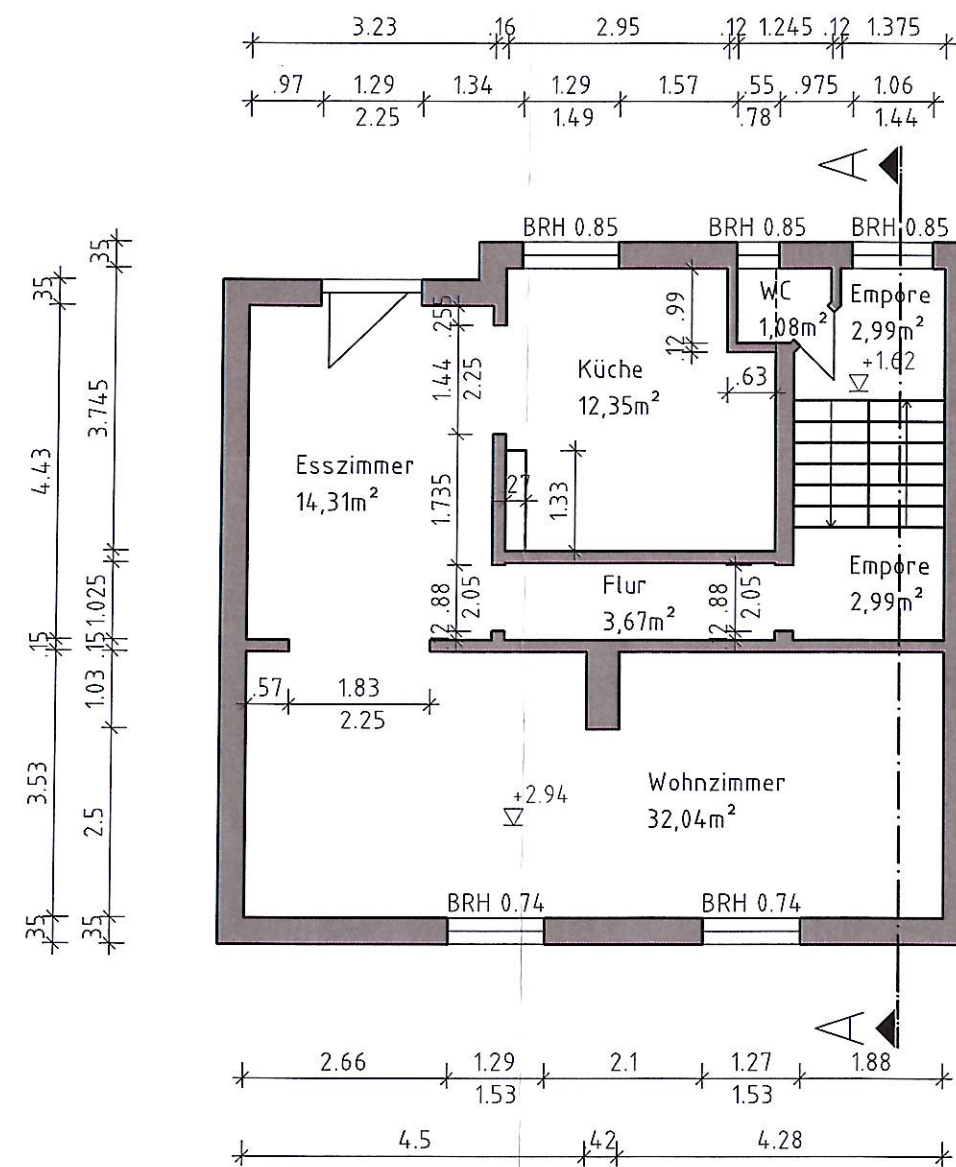 3.23 .16 2.95 .12 1.245 .12 1.375
.97 1.29 1.34 1.29 1.57 .55 .975 1.06
2.25 1.49 .78 1.44
A
BRH 0.85 BRH 0.85 BRH 0.85
35
35
.255
.99
WC
1,08m²
Empore
2,99m²
+1.62
.12
.63
1.44
2.25
Küche
12,35m²
3.745
4.43
Esszimmer
14,31m²
1.735
27
1.33
Flur
3,67m²
Empore
2,99m²
.88
2.05
.88
2.05
12
12
1.025
.15
15
1.03
.57 1.83
2.25
3.53
2.5
Wohnzimmer
32,04m²
+2.94
BRH 0.74 BRH 0.74
35
35
A
2.66 1.29 2.1 1.27 1.88
1.53 1.53
4.5 42 4.28